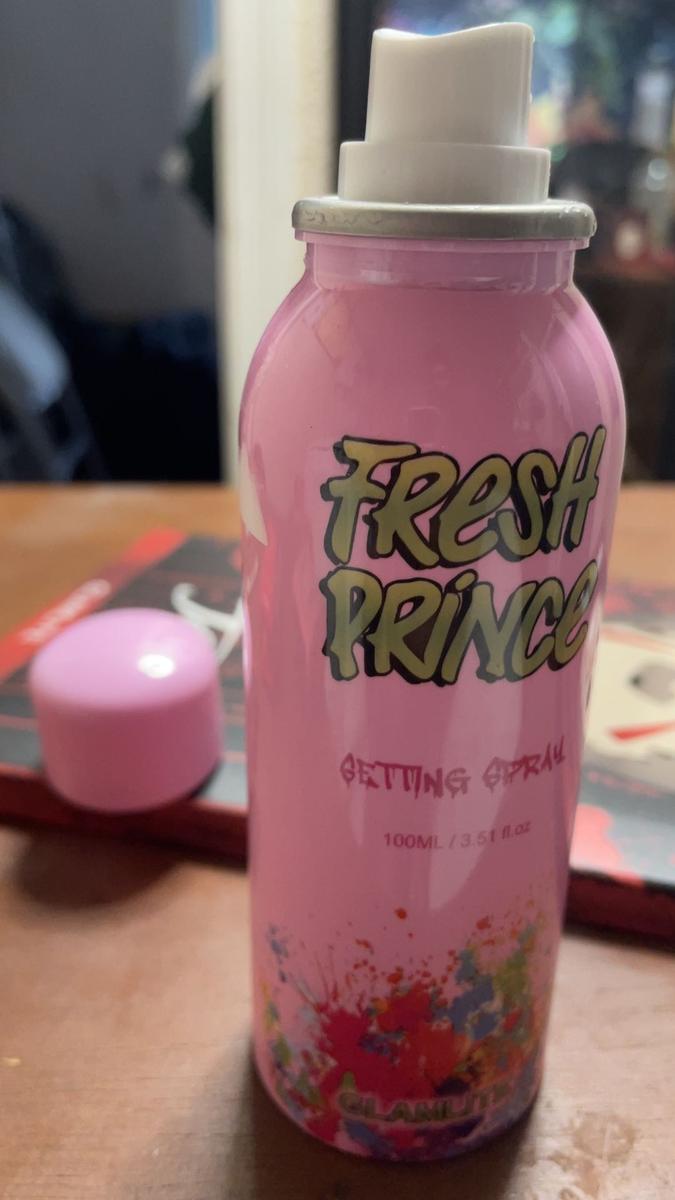 FRESH
PRINCE
SETTING SPRAY
100ML / 3.51 fl.oz
GLAMLITE